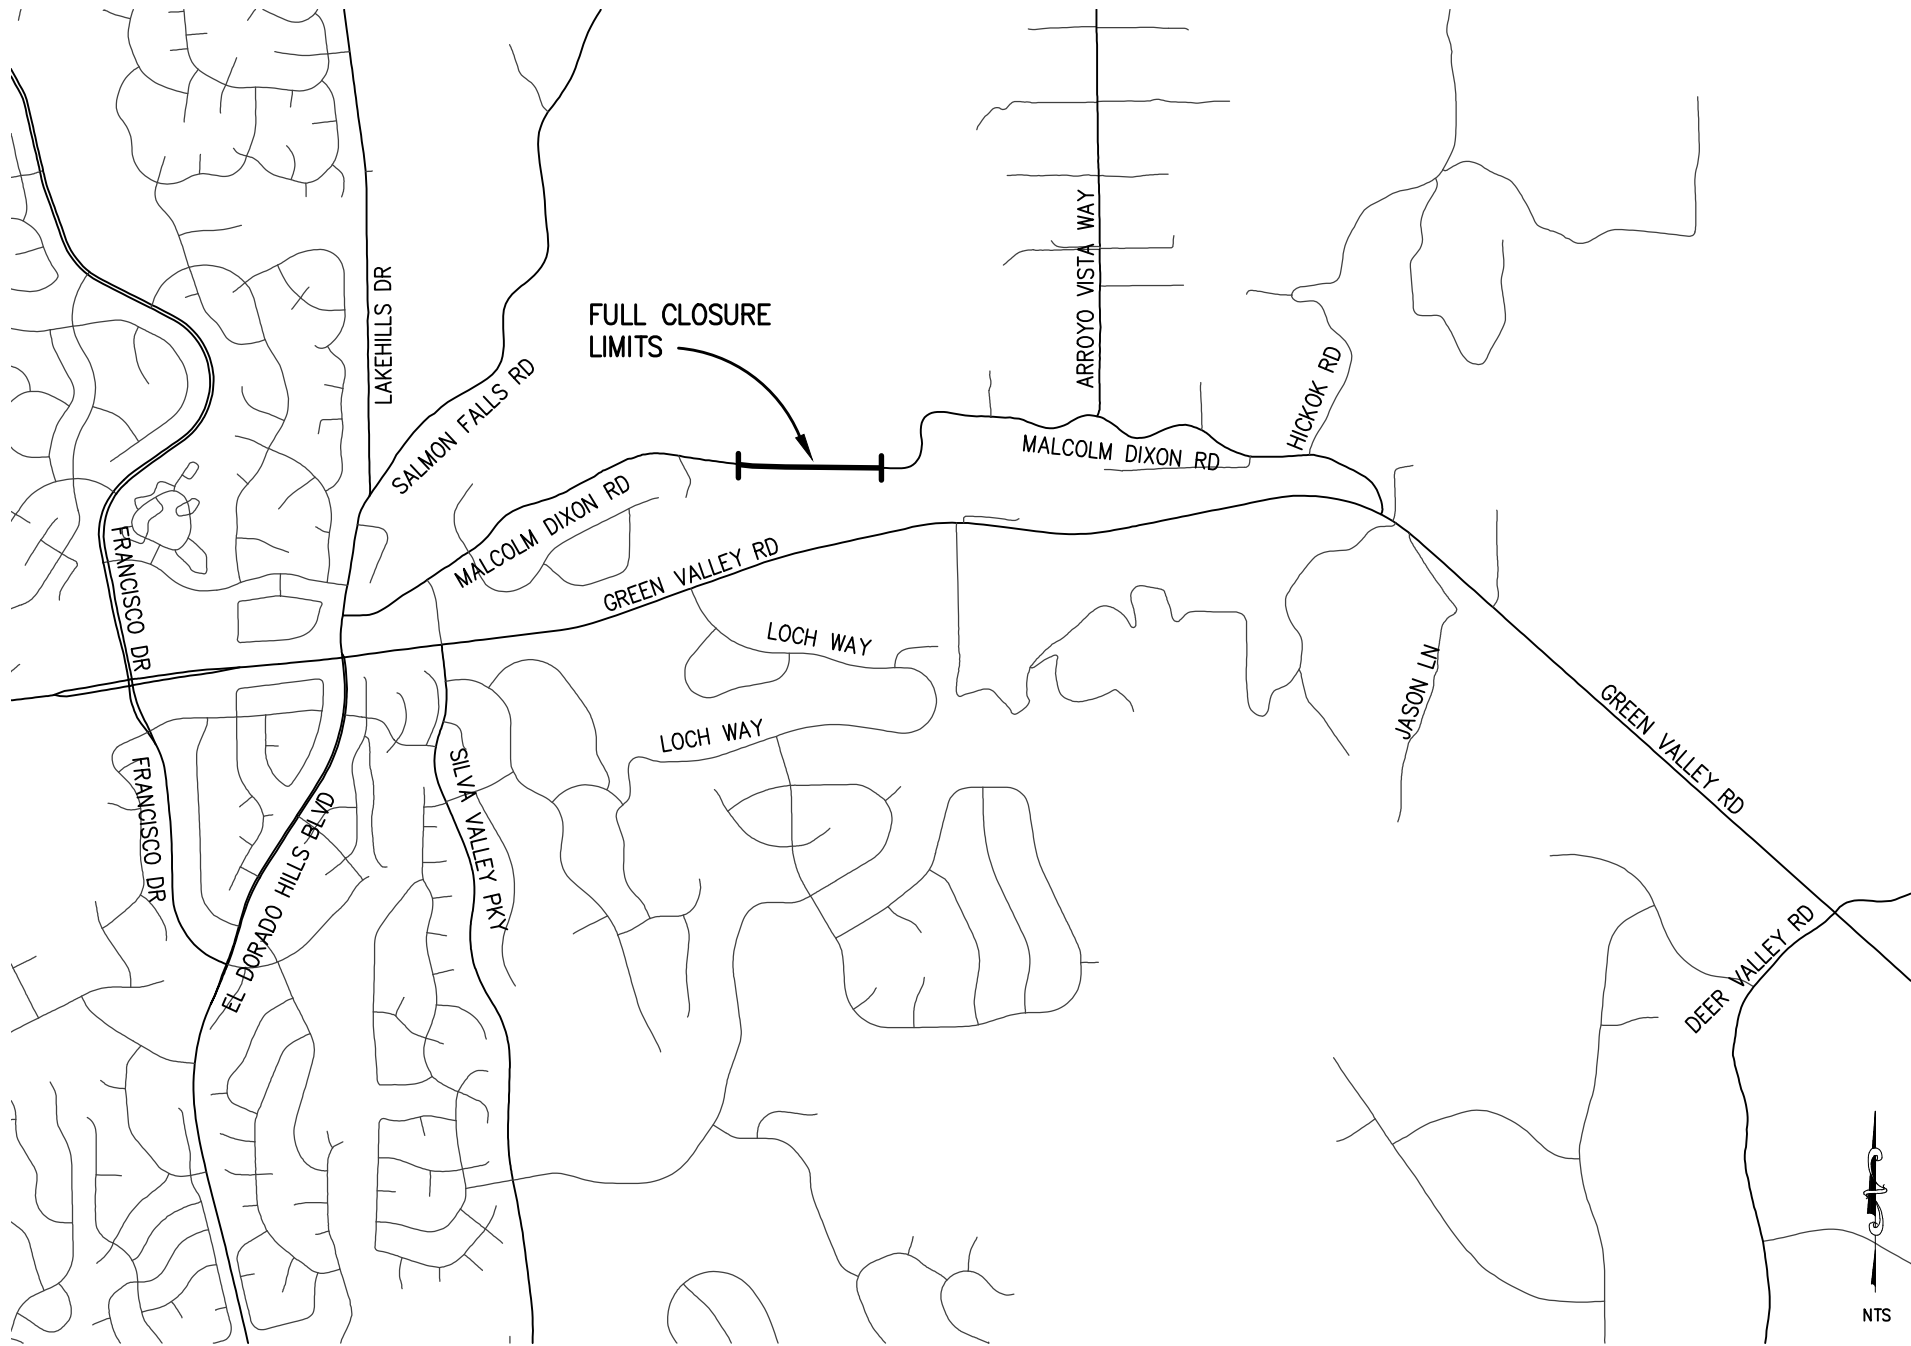 ARROYO VISTA WAY
LAKEHILLS DR
FULL CLOSURE
LIMITS
SALMON FALLS RD
HICKOK RD
MALCOLM DIXON RD
MALCOLM DIXON RD
GREEN VALLEY RD
FRANCISCO DR
LOCH WAY
JASON LN
GREEN VALLEY RD
LOCH WAY
FRANCISCO DR
SILVA VALLEY PKY
EL DORADO HILLS BLVD
DEER VALLEY RD
NTS